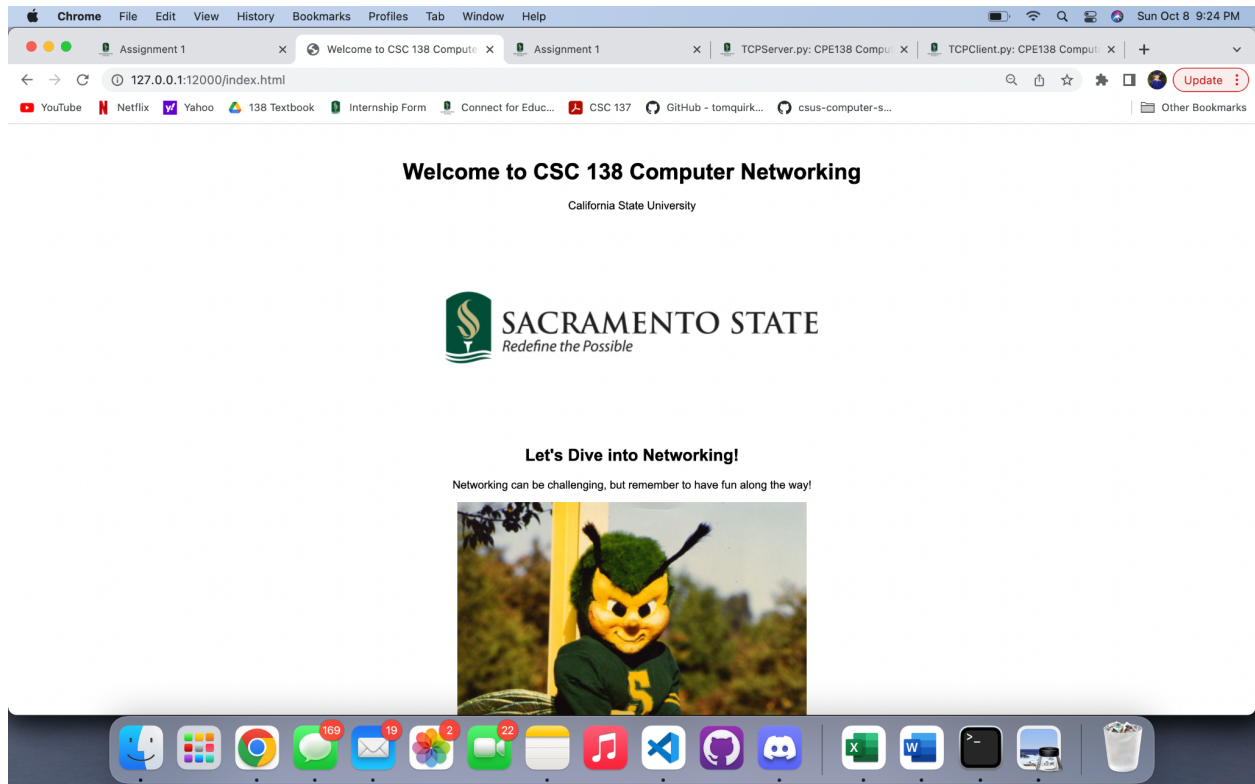 Chrome File Edit View History Bookmarks Profiles Tab Window Help Sun Oct 8 9:24 PM
Assignment 1 Welcome to CSC 138 Compute Assignment 1 TCPServer.py: CPE138 Compu TCPClient.py: CPE138 Comput
127.0.0.1:12000/index.html Update
YouTube N Netflix y! Yahoo 138 Textbook Internship Form Connect for Educ... CSC 137 GitHub - tomquirk... csus-computer-s... Other Bookmarks
Welcome to CSC 138 Computer Networking
California State University
SACRAMENTO STATE
Redefine the Possible
Let's Dive into Networking!
Networking can be challenging, but remember to have fun along the way!
S
169 19 2 22
X W >_